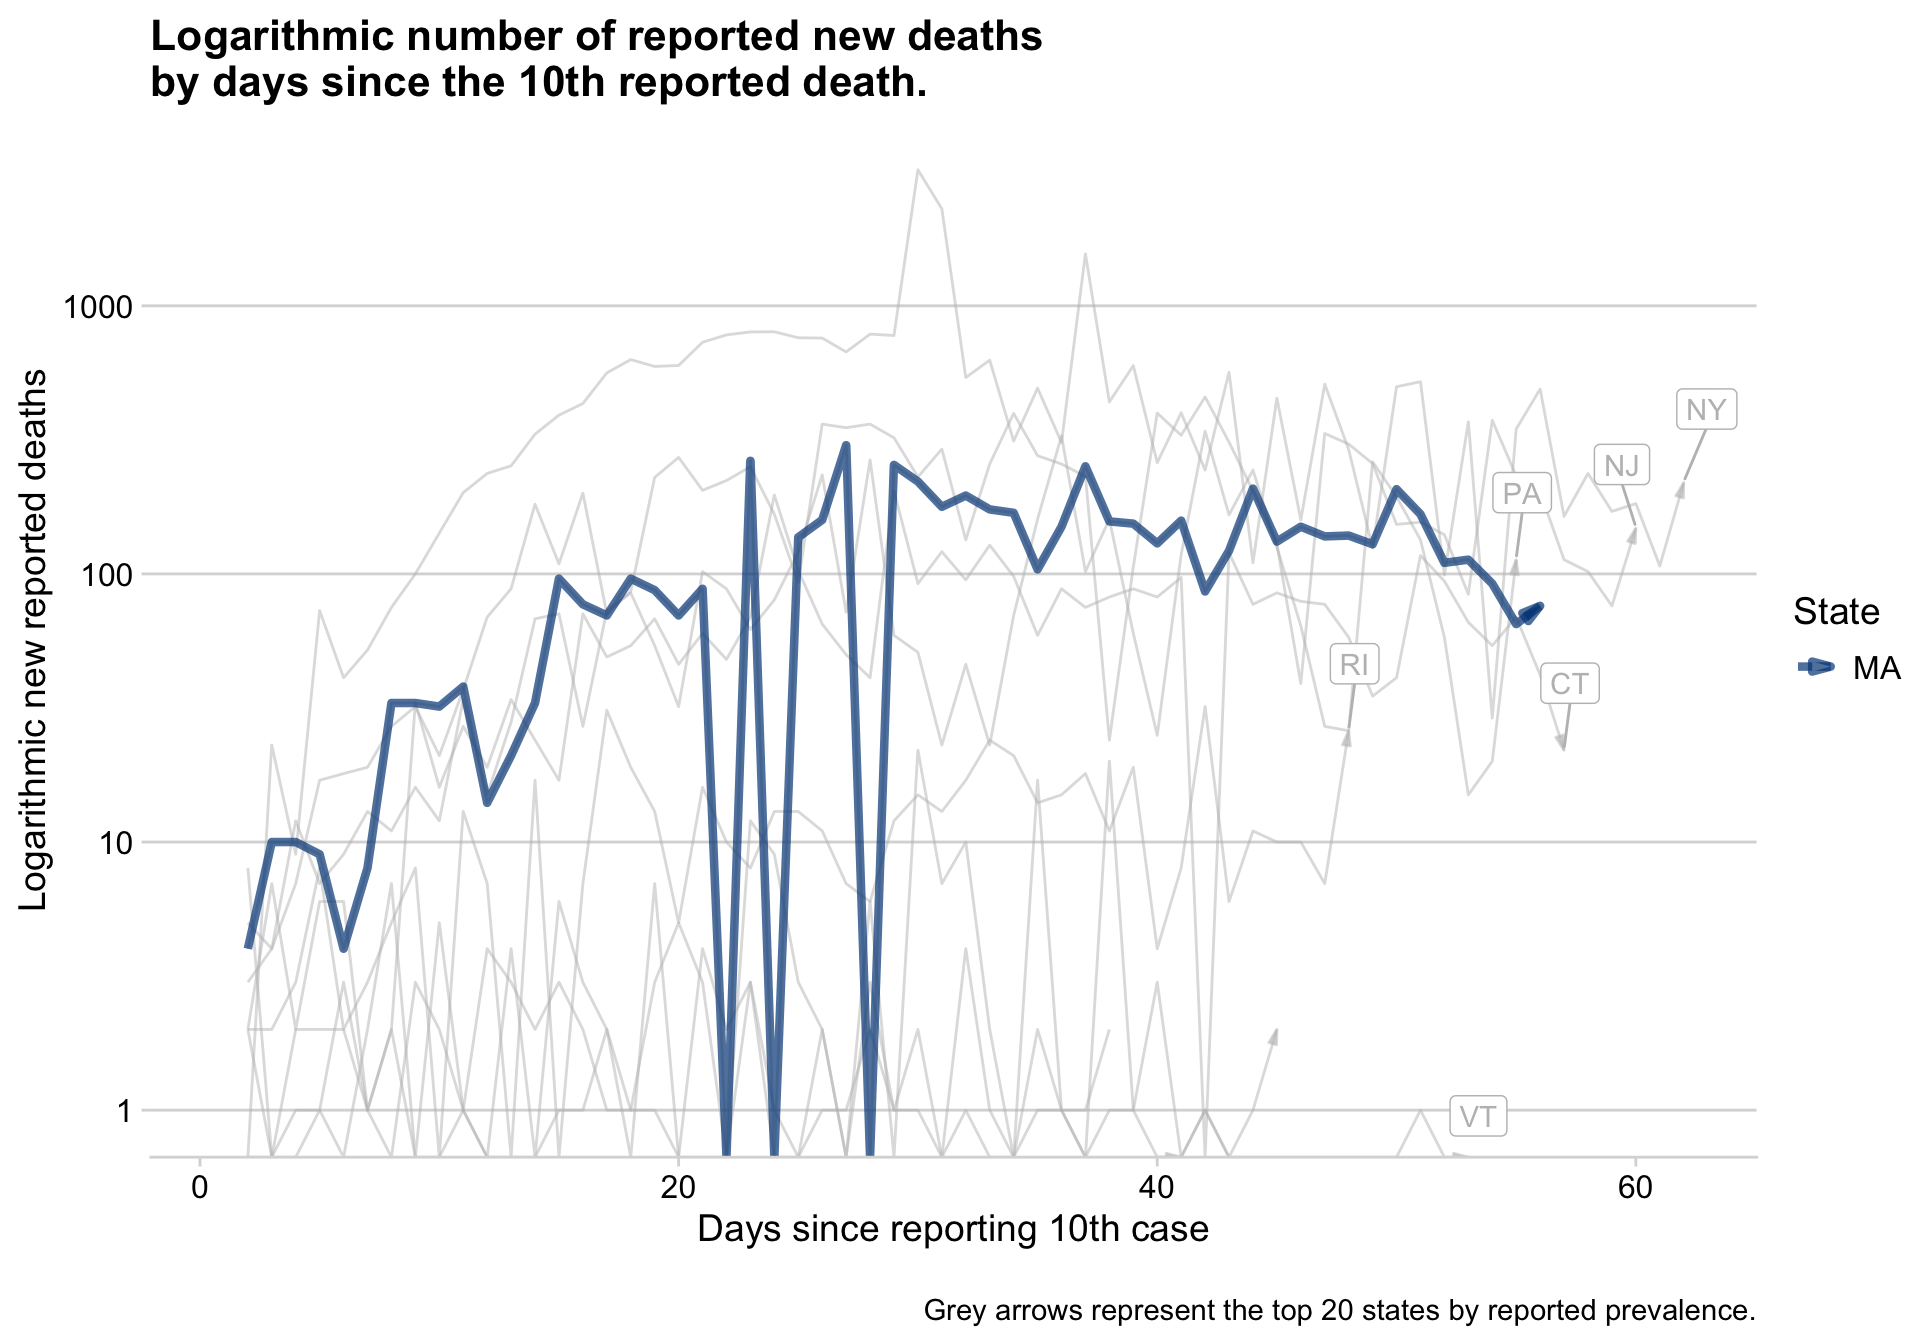 Logarithmic number of reported new deaths
by days since the 10th reported death.
Logarithmic new reported deaths
1000
100
10
1
NY
NJ
PA
RI
CT
VT
State
MA
0
20
40
60
Days since reporting 10th case
Grey arrows represent the top 20 states by reported prevalence.